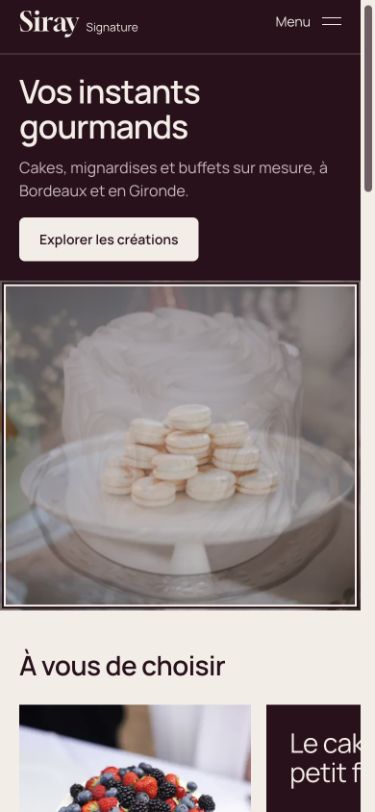 Siray Signature
Menu
Vos instants
gourmands
Cakes, mignardises et buffets sur mesure, à
Bordeaux et en Gironde.
Explorer les créations
À vous de choisir
Le cak
petit f